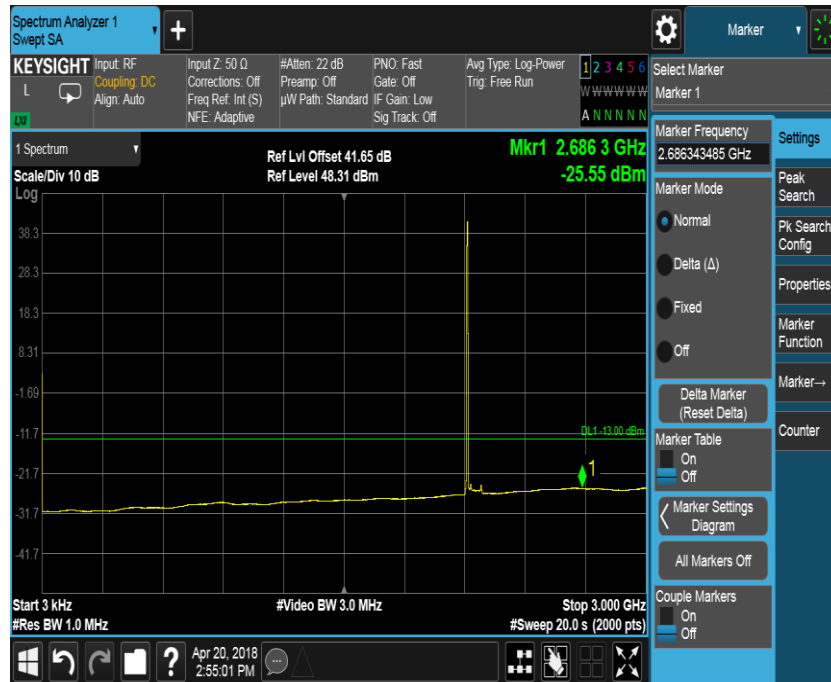 Spectrum Analyzer 1
Swept SA
+
Marker
KEYSIGHT
L
LXI
Input: RF
Coupling: DC
Align: Auto
Input Z: 50 Ω
Corrections: Off
Freq Ref: Int (S)
NFE: Adaptive
#Atten: 22 dB
Preamp: Off
µW Path: Standard
PNO: Fast
Gate: Off
IF Gain: Low
Sig Track: Off
Avg Type: Log-Power
Trig: Free Run
1 2 3 4 5 6
W W W W W W
A N N N N N
Select Marker
Marker 1
1 Spectrum
Scale/Div 10 dB
Log
Ref Lvl Offset 41.65 dB
Ref Level 48.31 dBm
Mkr1 2.686 3 GHz
-25.55 dBm
38.3
28.3
18.3
8.31
-1.69
-11.7
-21.7
-31.7
-41.7
DL1 -13.00 dBm
1
Start 3 kHz
#Res BW 1.0 MHz
#Video BW 3.0 MHz
Stop 3.000 GHz
#Sweep 20.0 s (2000 pts)
Marker Frequency
2.686343485 GHz
Marker Mode
Normal
Delta (Δ)
Fixed
Off
Delta Marker
(Reset Delta)
Marker Table
On
Off
Marker Settings
Diagram
All Markers Off
Couple Markers
On
Off
Settings
Peak
Search
Pk Search
Config
Properties
Marker
Function
Marker→
Counter
?
Apr 20, 2018
2:55:01 PM